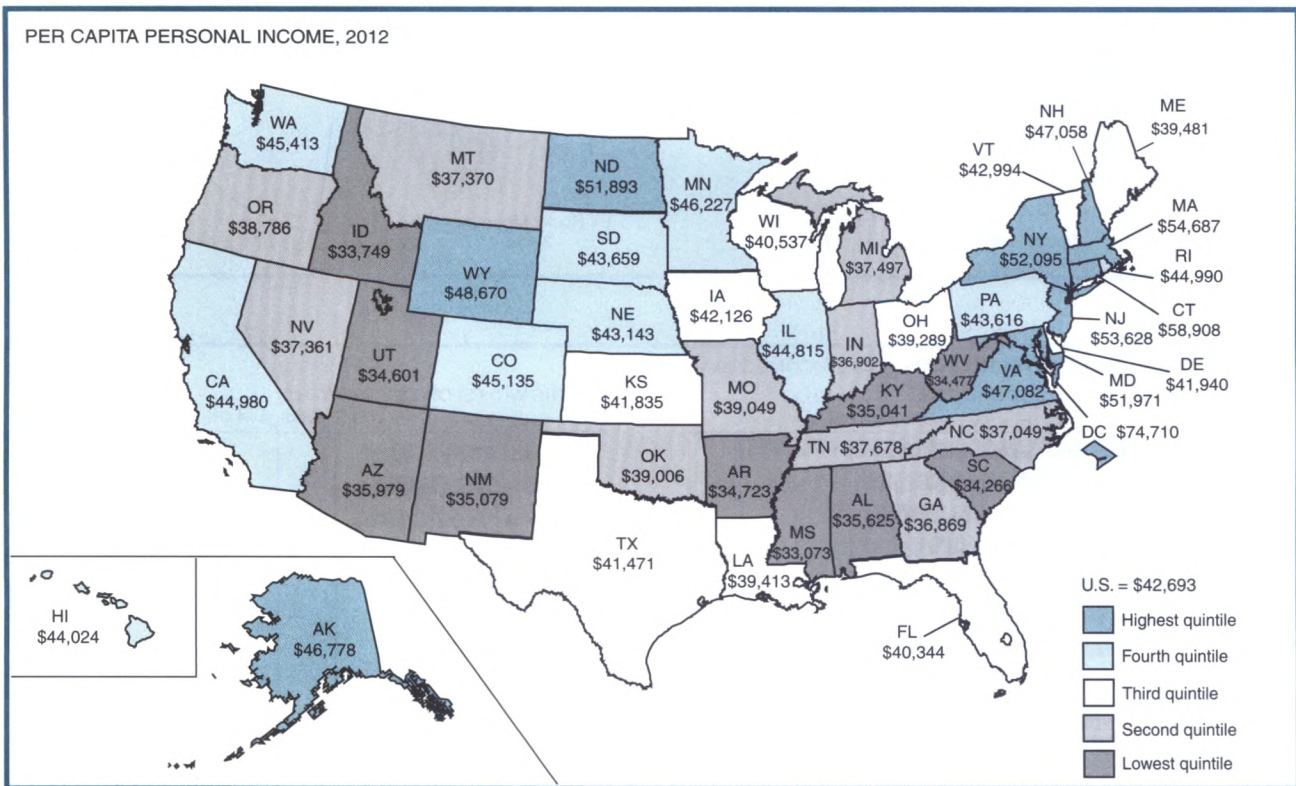 PER CAPITA PERSONAL INCOME, 2012
WA
$45,413
MT
$37,370
ND
$51,893
MN
$46,227
OR
$38,786
ID
$33,749
WY
$48,670
SD
$43,659
WI
$40,537
MI
$37,497
NH
$47,058
ME
$39,481
VT
$42,994
NY
$52,095
MA
$54,687
RI
$44,990
CT
$58,908
NJ
$53,628
PA
$43,616
DE
$41,940
MD
$51,971
DC $74,710
NV
$37,361
UT
$34,601
CO
$45,135
NE
$43,143
IA
$42,126
IL
$44,815
IN
$36,902
OH
$39,289
WV
$34,477
VA
$47,082
CA
$44,980
KS
$41,835
MO
$39,049
KY
$35,041
TN $37,678
NC $37,049
AZ
$35,979
NM
$35,079
OK
$39,006
AR
$34,723
SC
$34,266
MS
$33,073
AL
$35,625
GA
$36,869
TX
$41,471
LA
$39,413
FL
$40,344
HI
$44,024
AK
$46,778
U.S. = $42,693
Highest quintile
Fourth quintile
Third quintile
Second quintile
Lowest quintile